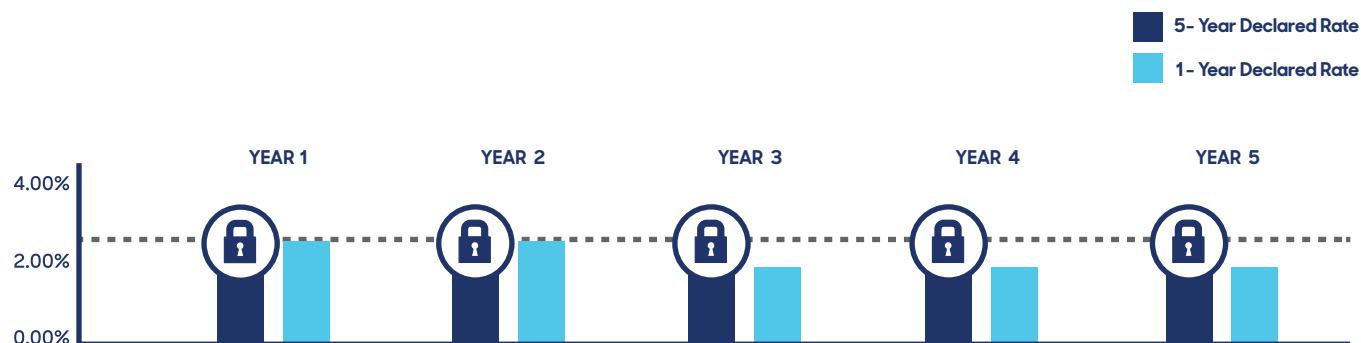 5- Year Declared Rate
1- Year Declared Rate
YEAR 1 YEAR 2 YEAR 3 YEAR 4 YEAR 5
4.00%
2.00%
0.00%